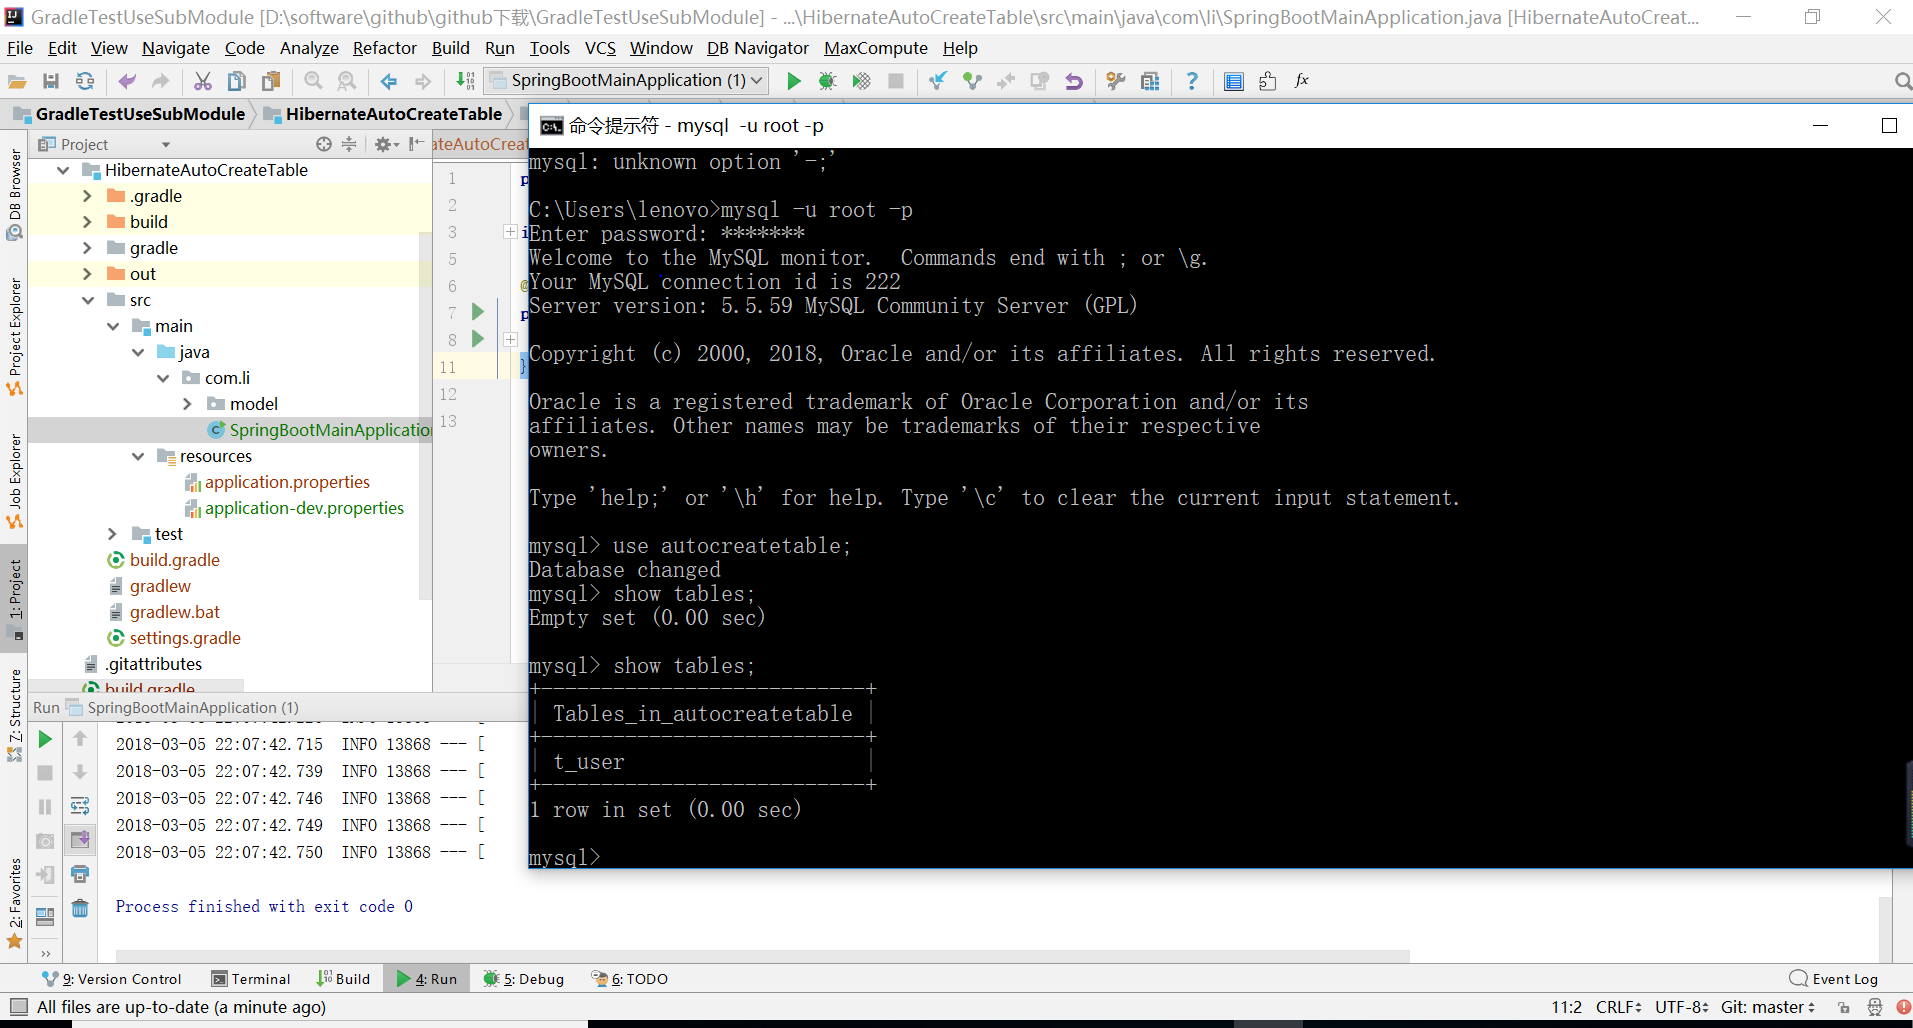 GradleTestUseSubModule [D:\software\github\github下载\GradleTestUseSubModule] - ...\HibernateAutoCreateTable\src\main\java\com\li\SpringBootMainApplication.java [HibernateAutoCreat...
File Edit View Navigate Code Analyze Refactor Build Run Tools VCS Window DB Navigator MaxCompute Help
SpringBootMainApplication (1)
GradleTestUseSubModule HibernateAutoCreateTable
Project
ateAutoCrea
HibernateAutoCreateTable
.gradle
build
gradle
out
src
main
java
com.li
model
SpringBootMainApplicatio
resources
application.properties
application-dev.properties
test
build.gradle
gradlew
gradlew.bat
settings.gradle
.gitattributes
build.gradle
DB Browser
Project Explorer
Job Explorer
1: Project
Z: Structure
2: Favorites
1 p
2
3 i
5
6 @
7 p
8
11 }
12
13
命令提示符 - mysql  -u root -p
mysql: unknown option '-;'
C:\Users\lenovo>mysql -u root -p
Enter password: *******
Welcome to the MySQL monitor.  Commands end with ; or \g.
Your MySQL connection id is 222
Server version: 5.5.59 MySQL Community Server (GPL)
Copyright (c) 2000, 2018, Oracle and/or its affiliates. All rights reserved.
Oracle is a registered trademark of Oracle Corporation and/or its
affiliates. Other names may be trademarks of their respective
owners.
Type 'help;' or '\h' for help. Type '\c' to clear the current input statement.
mysql> use autocreatetable;
Database changed
mysql> show tables;
Empty set (0.00 sec)
mysql> show tables;
+---------------------------+
| Tables_in_autocreatetable |
+---------------------------+
| t_user                    |
+---------------------------+
1 row in set (0.00 sec)
mysql>
Run SpringBootMainApplication (1)
2018-03-05 22:07:42.715  INFO 13868 --- [
2018-03-05 22:07:42.739  INFO 13868 --- [
2018-03-05 22:07:42.746  INFO 13868 --- [
2018-03-05 22:07:42.749  INFO 13868 --- [
2018-03-05 22:07:42.750  INFO 13868 --- [
Process finished with exit code 0
9: Version Control Terminal Build 4: Run 5: Debug 6: TODO Event Log
All files are up-to-date (a minute ago) 11:2 CRLF UTF-8 Git: master